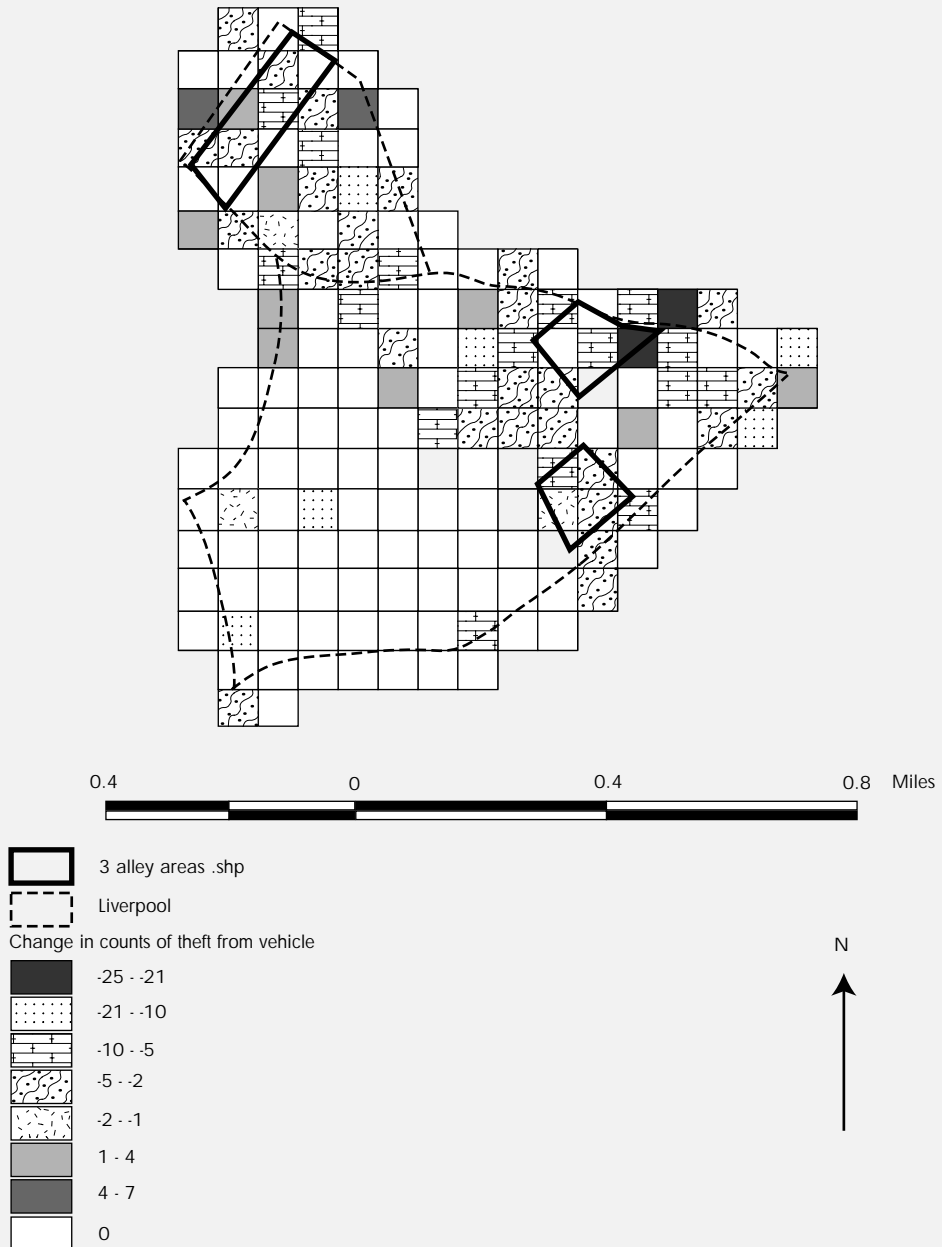 0.4 0 0.4 0.8 Miles
3 alley areas .shp
Liverpool
Change in counts of theft from vehicle
N
-25 - -21
-21 - -10
-10 - -5
-5 - -2
-2 - -1
1 - 4
4 - 7
0